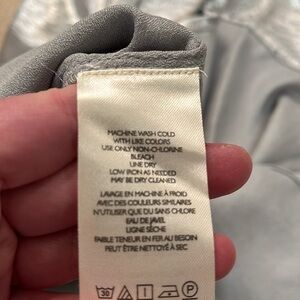 MACHINE WASH COLD
WITH LIKE COLORS
USE ONLY NON-CHLORINE
BLEACH
LINE DRY
LOW IRON AS NEEDED
MAY BE DRY CLEANED
LAVAGE EN MACHINE À FROID
AVEC DES COULEURS SIMILAIRES
N'UTILISER QUE DU SANS CHLORE
EAU DE JAVEL
LIGNE SÈCHE
FAIBLE TENEUR EN FER AU BESOIN
PEUT ÊTRE NETTOYÉ À SEC
30